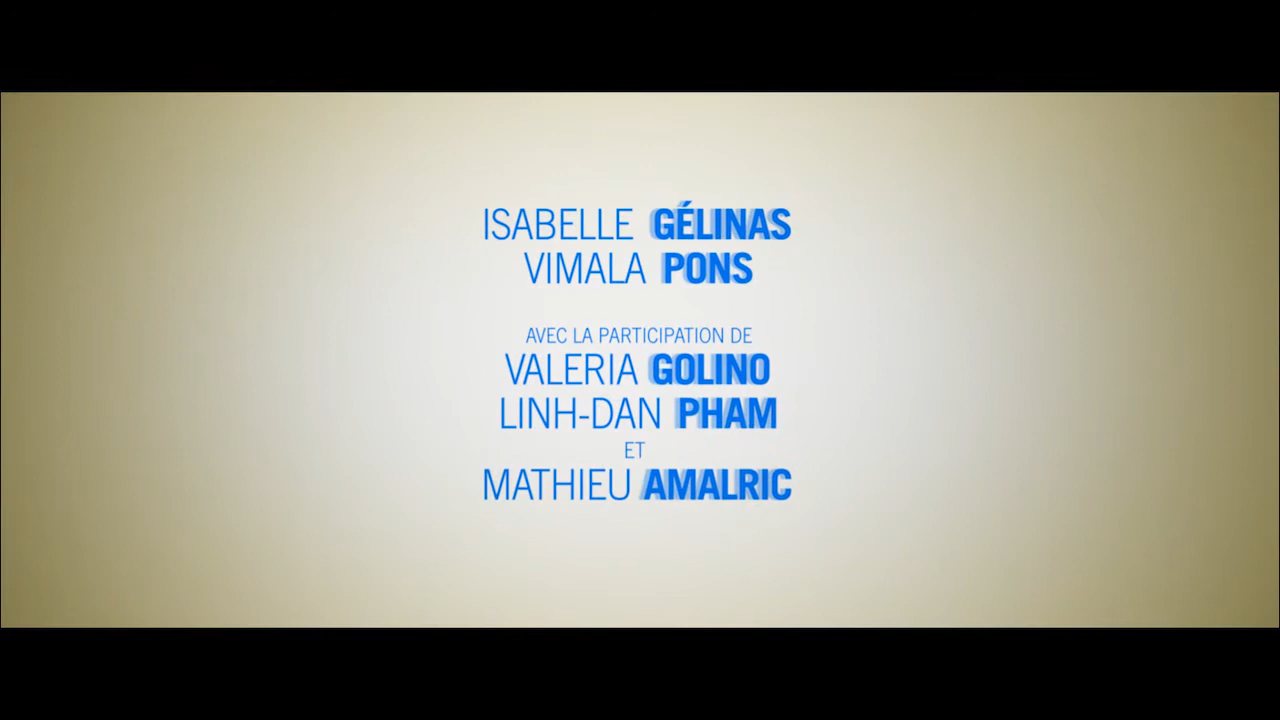 ISABELLE GÉLINAS
VIMALA PONS
AVEC LA PARTICIPATION DE
VALERIA GOLINO
LINH-DAN PHAM
ET
MATHIEU AMALRIC